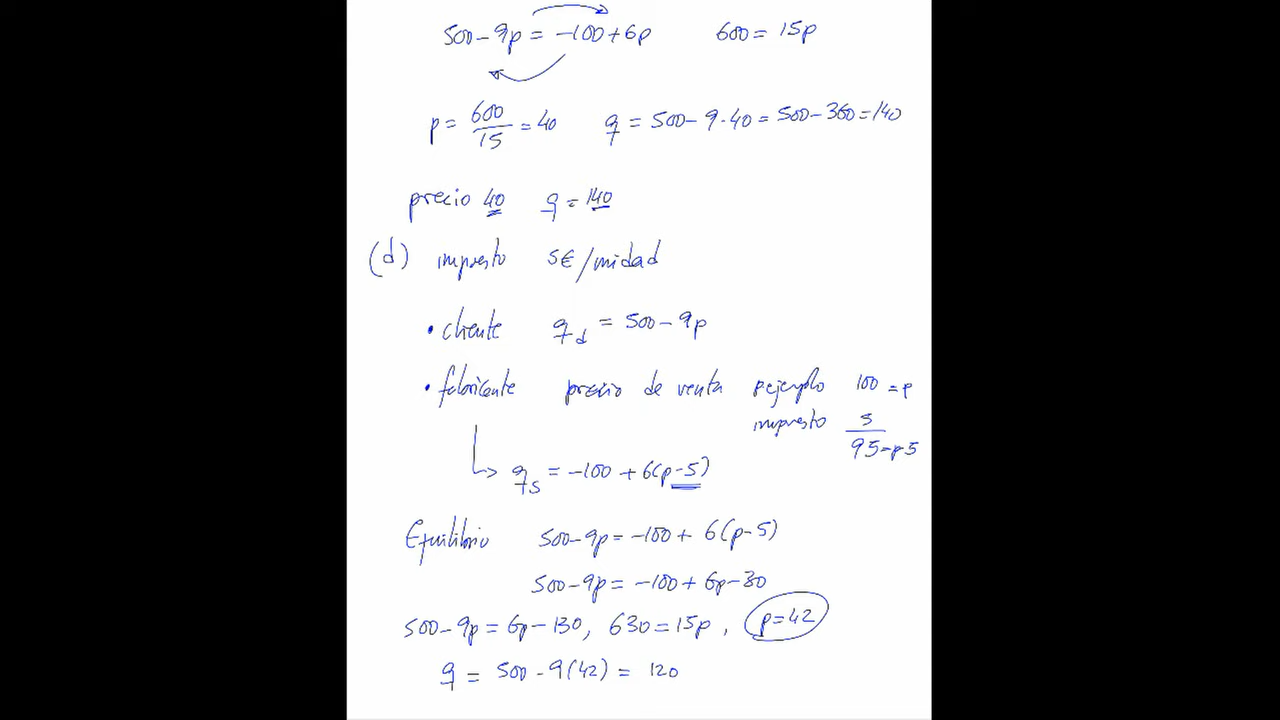 500-9p = -100+6p 600 = 15p
p = 600/15 = 40 q = 500-9·40 = 500-360 = 140
precio 40 q = 140
(d) impuesto 5€/unidad
• cliente q_d = 500-9p
• fabricante precio de venta pejemplo 100 = p
impuesto 5
95=p-5
q_s = -100 + 6(p-5)
Equilibrio 500-9p = -100 + 6(p-5)
500-9p = -100 + 6p-30
500-9p = 6p-130, 630 = 15p, p=42
q = 500-9(42) = 120